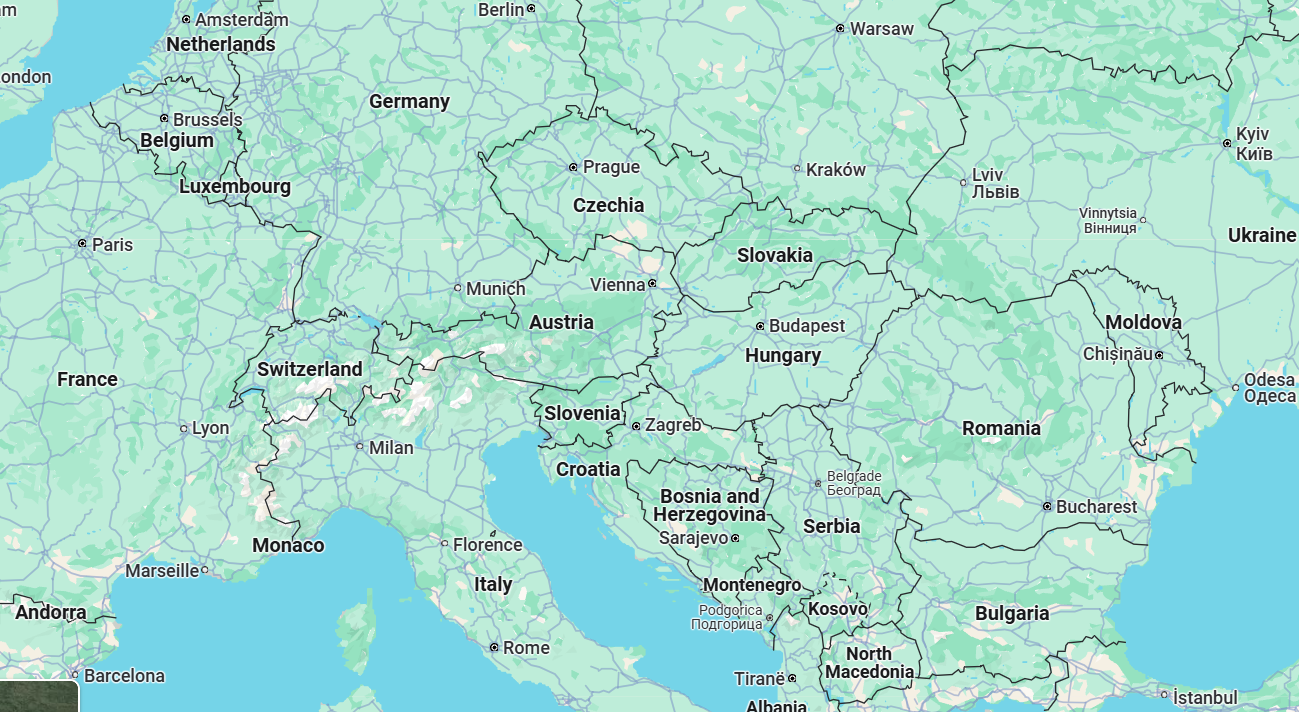 Berlin
Amsterdam
Netherlands
Warsaw
ondon
Germany
Brussels
Belgium
Kyiv
Київ
Prague
Kraków
Lviv
Львів
Luxembourg
Czechia
Vinnytsia
Вінниця
Ukraine
Paris
Slovakia
Munich
Vienna
Austria
Budapest
Moldova
Hungary
Chișinău
Switzerland
France
Odesa
Одеса
Slovenia
Lyon
Zagreb
Romania
Milan
Croatia
Belgrade
Београд
Bosnia and
Herzegovina
Bucharest
Serbia
Sarajevo
Monaco
Florence
Marseille
Italy
Montenegro
Andorra
Podgorica
Подгорица
Kosovo
Bulgaria
Rome
North
Macedonia
Barcelona
Tiranë
İstanbul
Albania